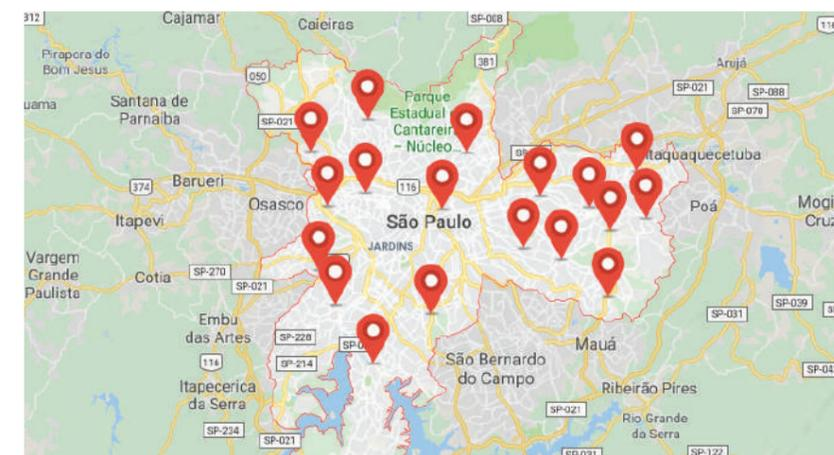 312
Cajamar
Caieiras
SP-008
Pirapora do
Bom Jesus
050
381
Arujá
SP-021
SP-088
Santana de
Parnaíba
Parque
Estadual
Cantareir
– Núcleo...
SP-021
SP-070
Itaquaquecetuba
374
Barueri
116
Osasco
Poá
Itapevi
São Paulo
JARDINS
Vargem
Grande
Paulista
Cotia
SP-270
SP-021
SP-039
SP-031
Embu
das Artes
SP-228
Mauá
116
SP-214
São Bernardo
do Campo
Itapecerica
da Serra
Ribeirão Pires
SP-021
SP-234
SP-021
Rio Grande
da Serra
SP-031
SP-122